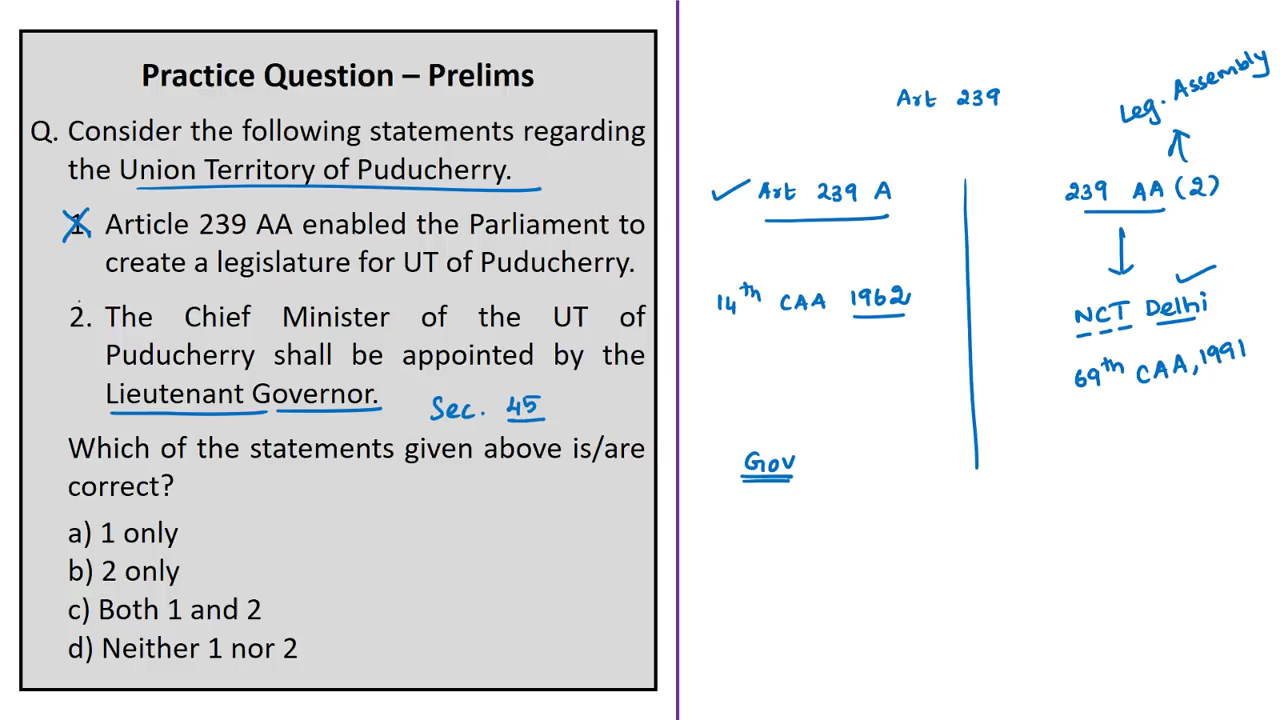 Practice Question – Prelims
Q. Consider the following statements regarding
the Union Territory of Puducherry.
1. Article 239 AA enabled the Parliament to
create a legislature for UT of Puducherry.
2. The Chief Minister of the UT of
Puducherry shall be appointed by the
Lieutenant Governor.
Sec. 45
Which of the statements given above is/are
correct?
a) 1 only
b) 2 only
c) Both 1 and 2
d) Neither 1 nor 2
Art 239
Leg. Assembly
Art 239 A
239 AA (2)
14th CAA 1962
NCT Delhi
69th CAA, 1991
Gov